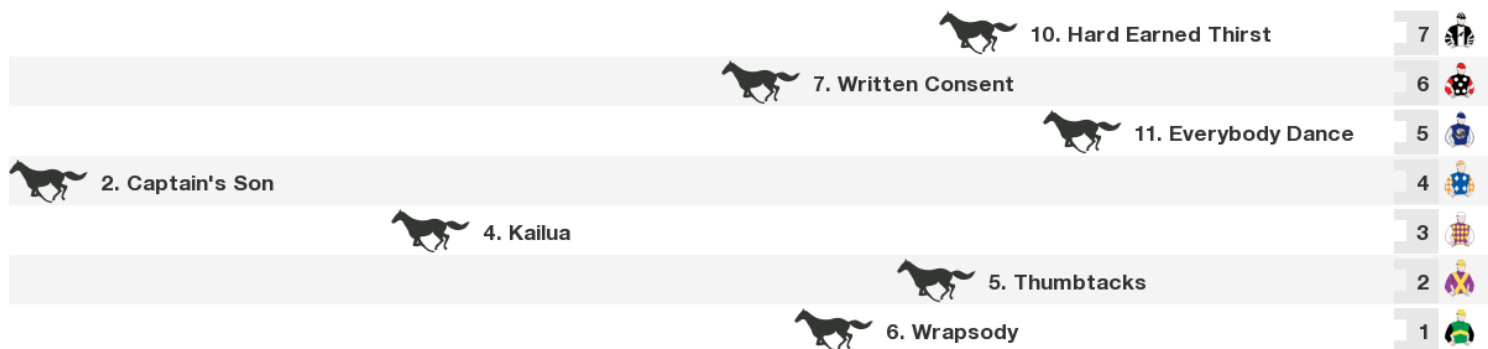 10. Hard Earned Thirst 7
7. Written Consent 6
11. Everybody Dance 5
2. Captain's Son 4
4. Kailua 3
5. Thumbtacks 2
6. Wrapsody 1